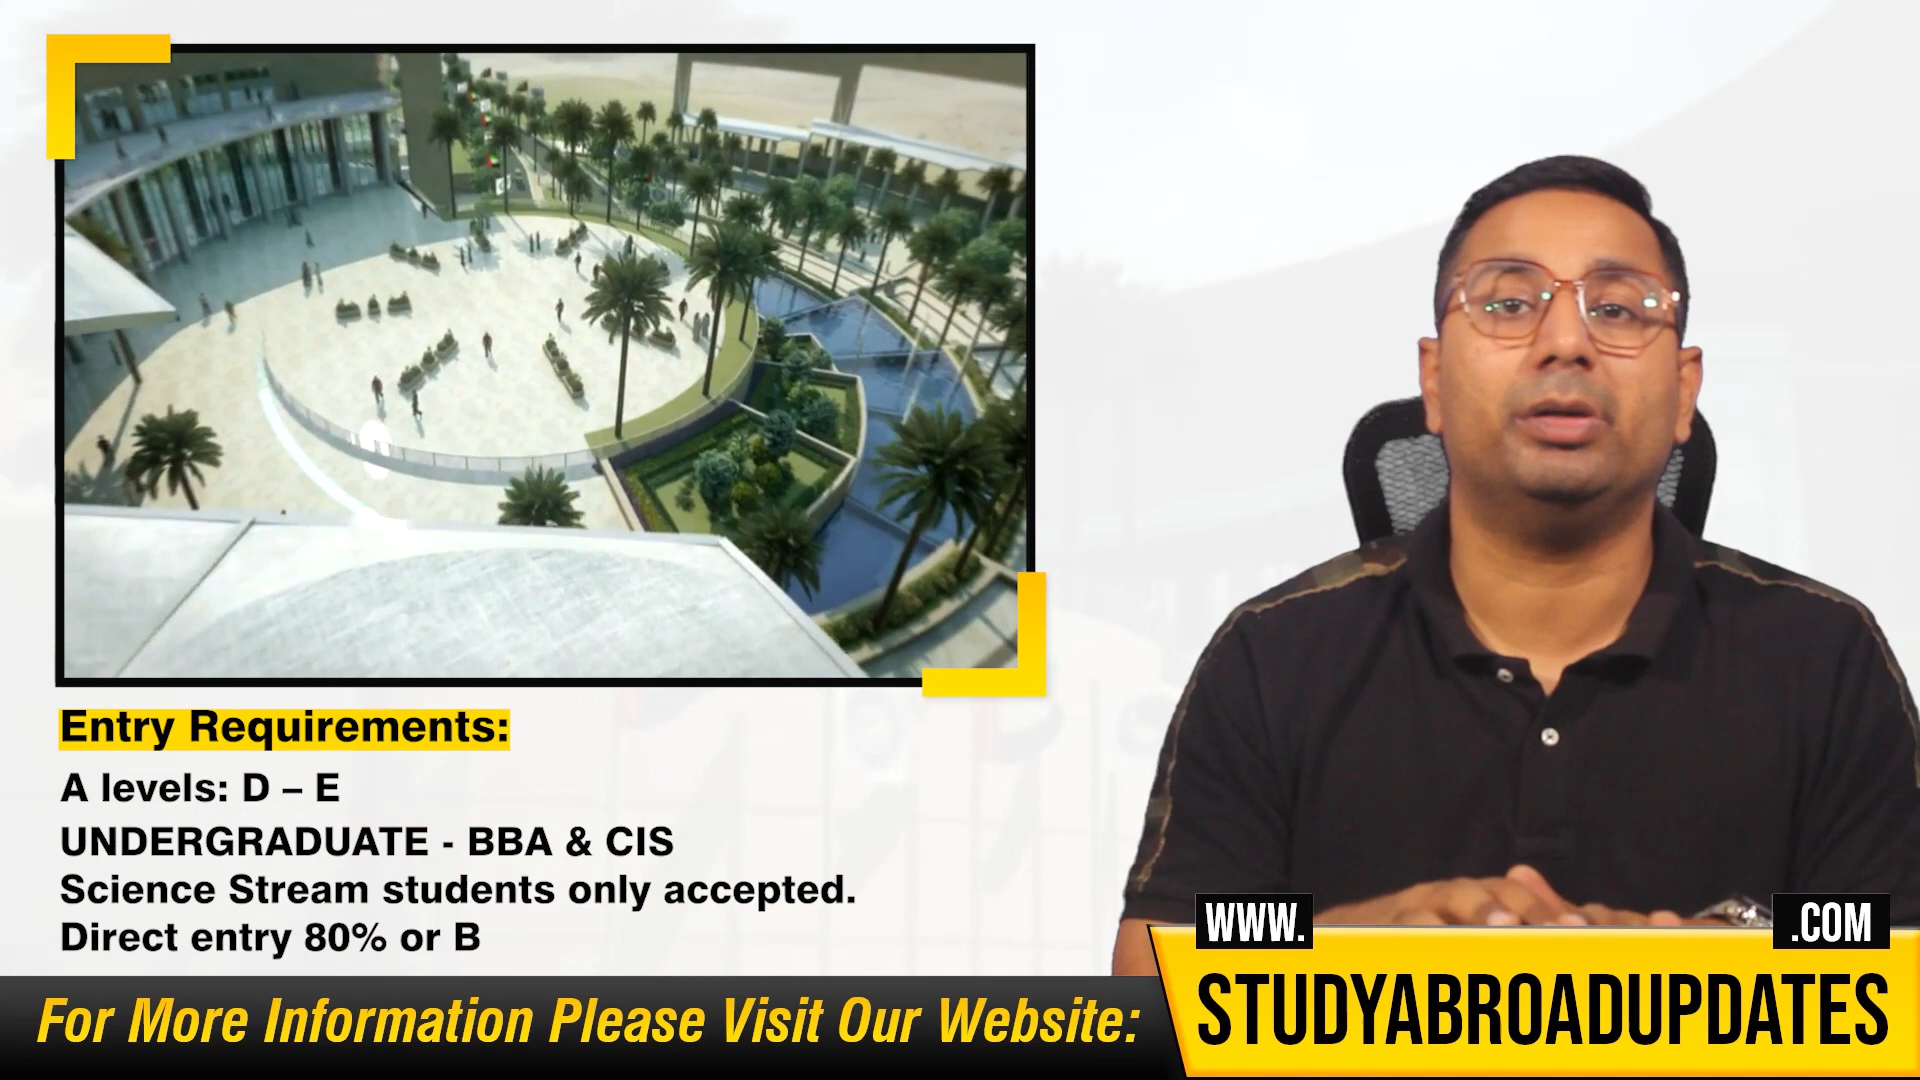 Entry Requirements:
A levels: D – E
UNDERGRADUATE - BBA & CIS
Science Stream students only accepted.
Direct entry 80% or B
For More Information Please Visit Our Website:
WWW.
.COM
STUDYABROADUPDATES